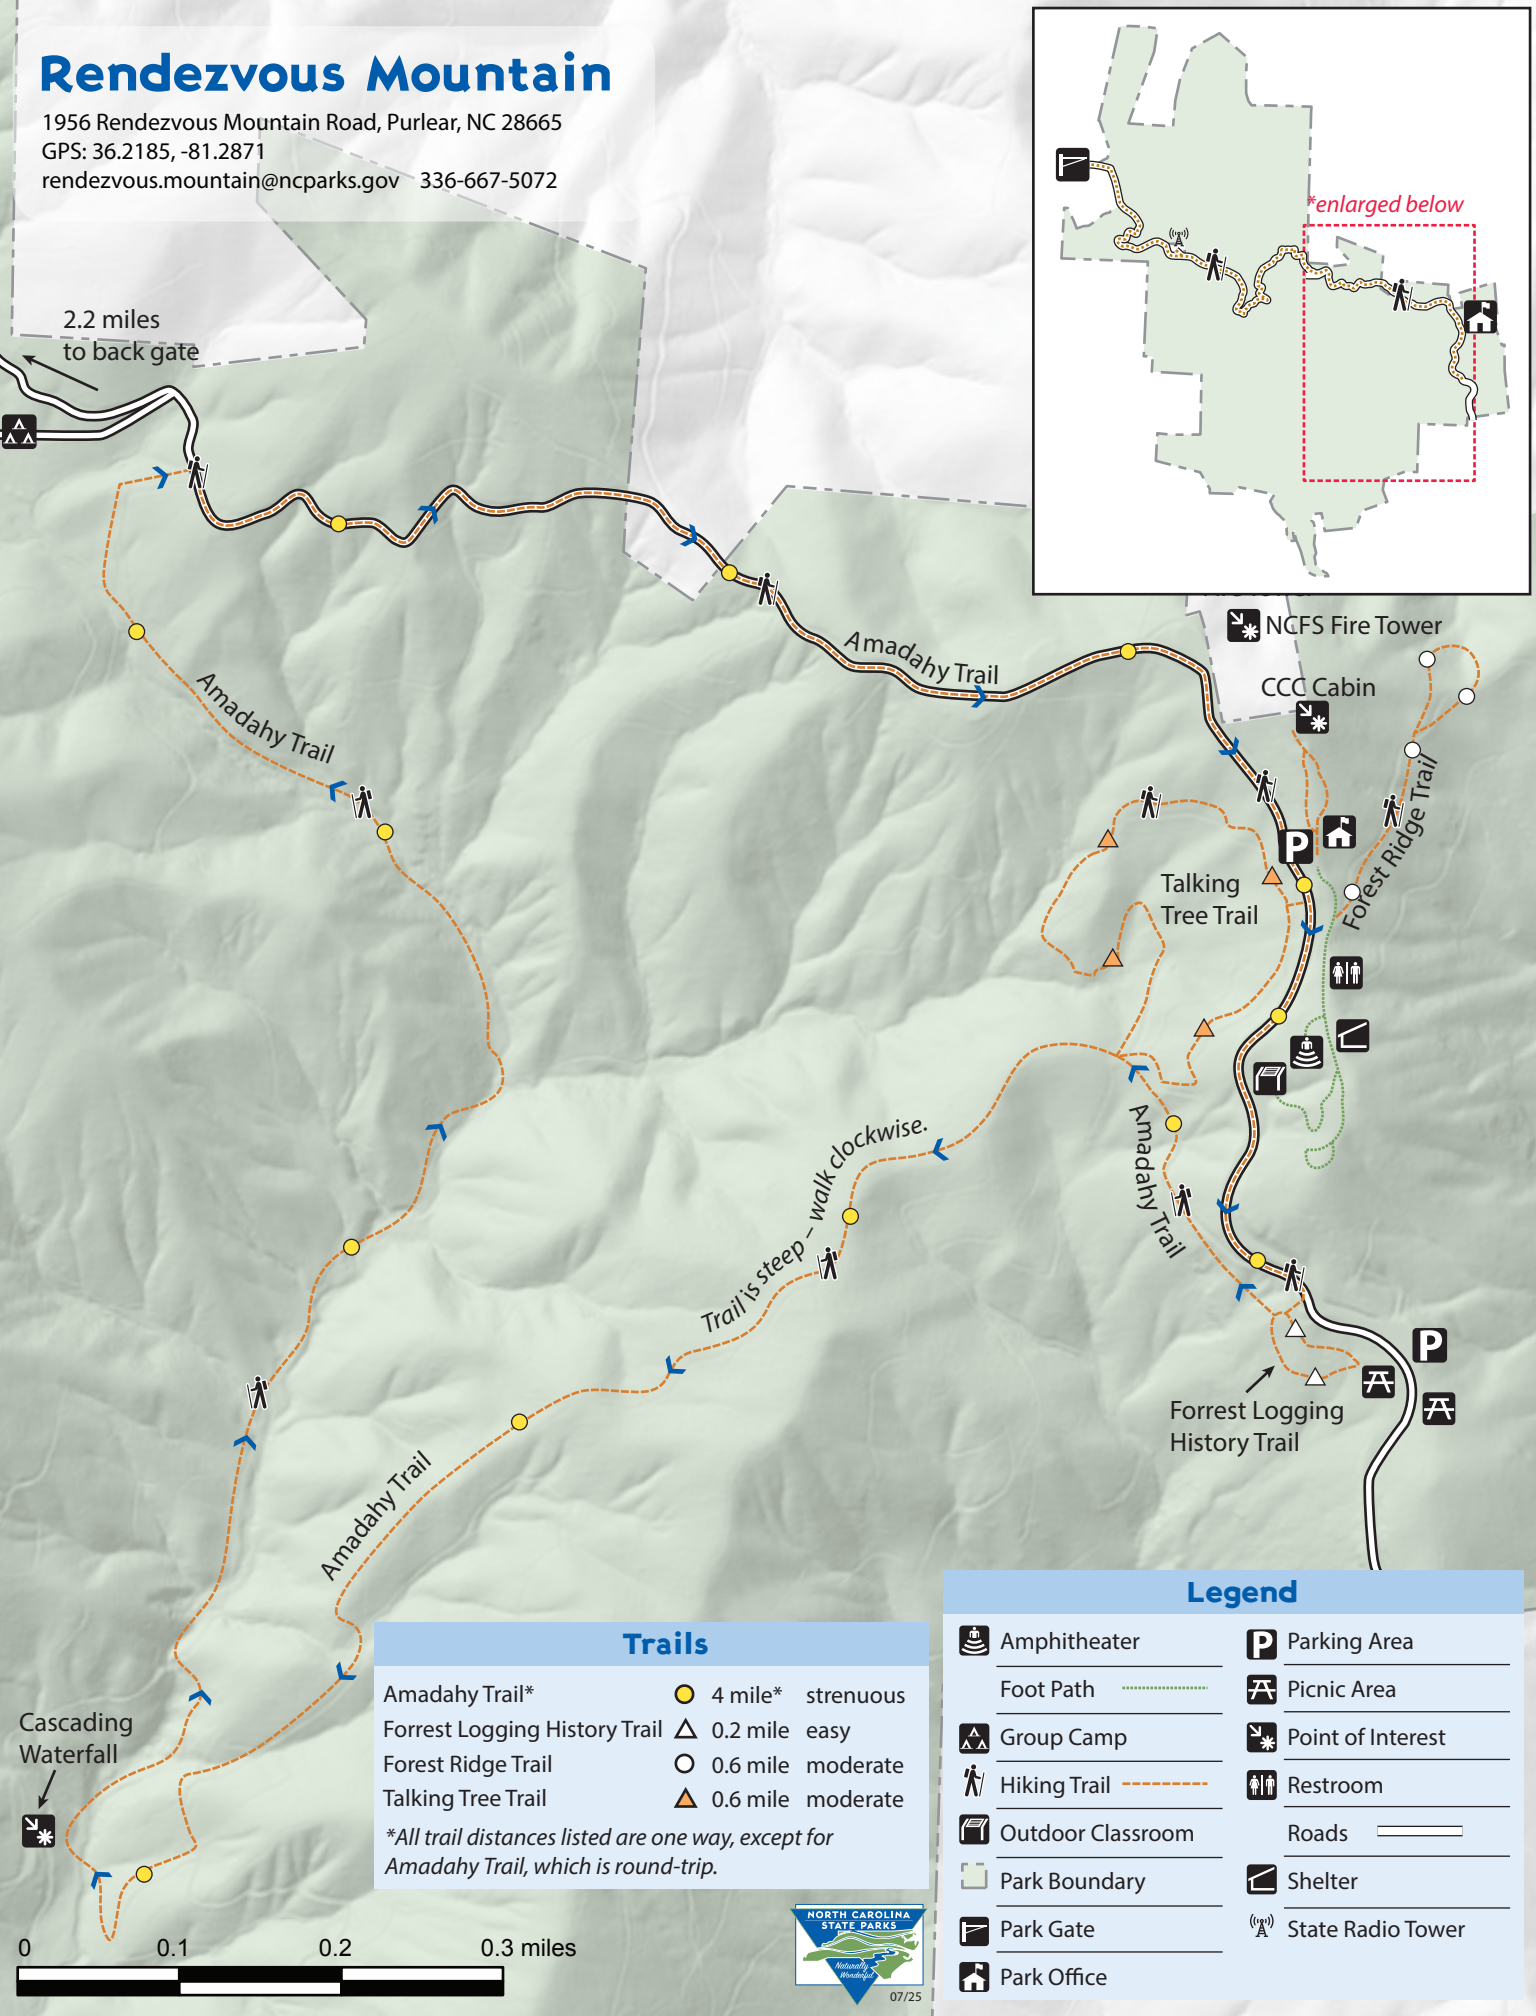 Rendezvous Mountain
1956 Rendezvous Mountain Road, Purlear, NC 28665
GPS: 36.2185, -81.2871
rendezvous.mountain@ncparks.gov 336-667-5072
*enlarged below
2.2 miles
to back gate
NCFS Fire Tower
CCC Cabin
Amadahy Trail
Amadahy Trail
Forest Ridge Trail
P
Talking
Tree Trail
Trail is steep – walk clockwise.
Amadahy Trail
P
Forrest Logging
History Trail
Amadahy Trail
Cascading
Waterfall
Trails
Amadahy Trail* 4 mile* strenuous
Forrest Logging History Trail 0.2 mile easy
Forest Ridge Trail 0.6 mile moderate
Talking Tree Trail 0.6 mile moderate
*All trail distances listed are one way, except for
Amadahy Trail, which is round-trip.
Legend
Amphitheater
Foot Path
Group Camp
Hiking Trail
Outdoor Classroom
Park Boundary
Park Gate
Park Office
P Parking Area
Picnic Area
Point of Interest
Restroom
Roads
Shelter
State Radio Tower
0 0.1 0.2 0.3 miles
NORTH CAROLINA
STATE PARKS
Naturally
Wonderful
07/25